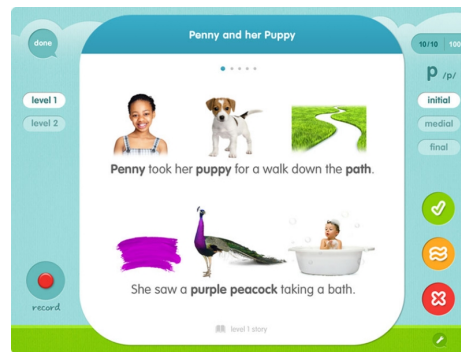 done
Penny and her Puppy
10/10 100
p /p/
level 1
initial
level 2
medial
final
Penny took her puppy for a walk down the path.
She saw a purple peacock taking a bath.
record
level 1 story